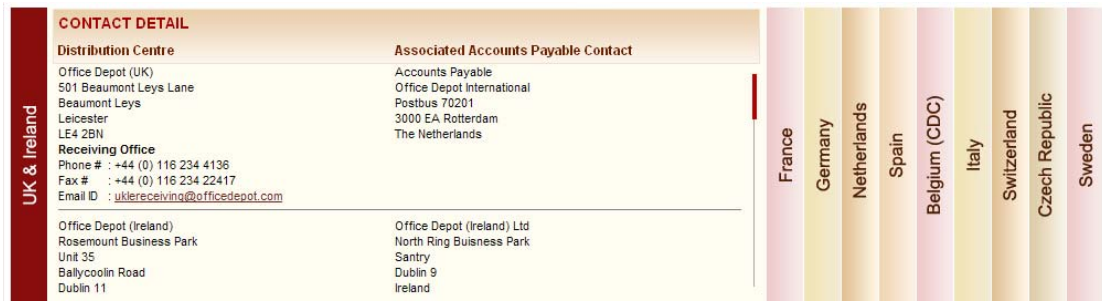 UK & Ireland
CONTACT DETAIL
Distribution Centre
Office Depot (UK)
501 Beaumont Leys Lane
Beaumont Leys
Leicester
LE4 2BN
Receiving Office
Phone # : +44 (0) 116 234 4136
Fax # : +44 (0) 116 234 22417
Email ID : uklereceiving@officedepot.com
Associated Accounts Payable Contact
Accounts Payable
Office Depot International
Postbus 70201
3000 EA Rotterdam
The Netherlands
Office Depot (Ireland)
Rosemount Business Park
Unit 35
Ballycoolin Road
Dublin 11
Office Depot (Ireland) Ltd
North Ring Buisness Park
Santry
Dublin 9
Ireland
France
Germany
Netherlands
Spain
Belgium (CDC)
Italy
Switzerland
Czech Republic
Sweden